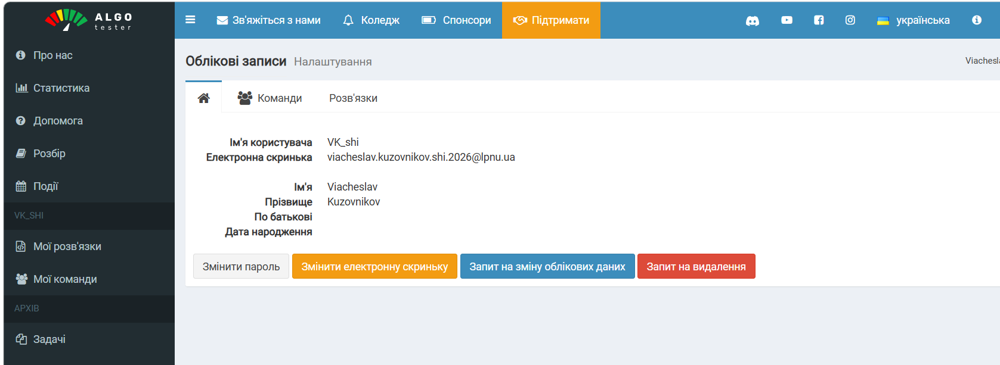 ALGO
tester
Зв'яжіться з нами
Коледж
Спонсори
Підтримати
українська
Про нас
Статистика
Допомога
Розбір
Події
VK_SHI
Мої розв'язки
Мої команди
АРХІВ
Задачі
Облікові записи Налаштування
Viachesla
Команди
Розв'язки
Ім'я користувача VK_shi
Електронна скринька viacheslav.kuzovnikov.shi.2026@lpnu.ua
Ім'я Viacheslav
Прізвище Kuzovnikov
По батькові
Дата народження
Змінити пароль
Змінити електронну скриньку
Запит на зміну облікових даних
Запит на видалення